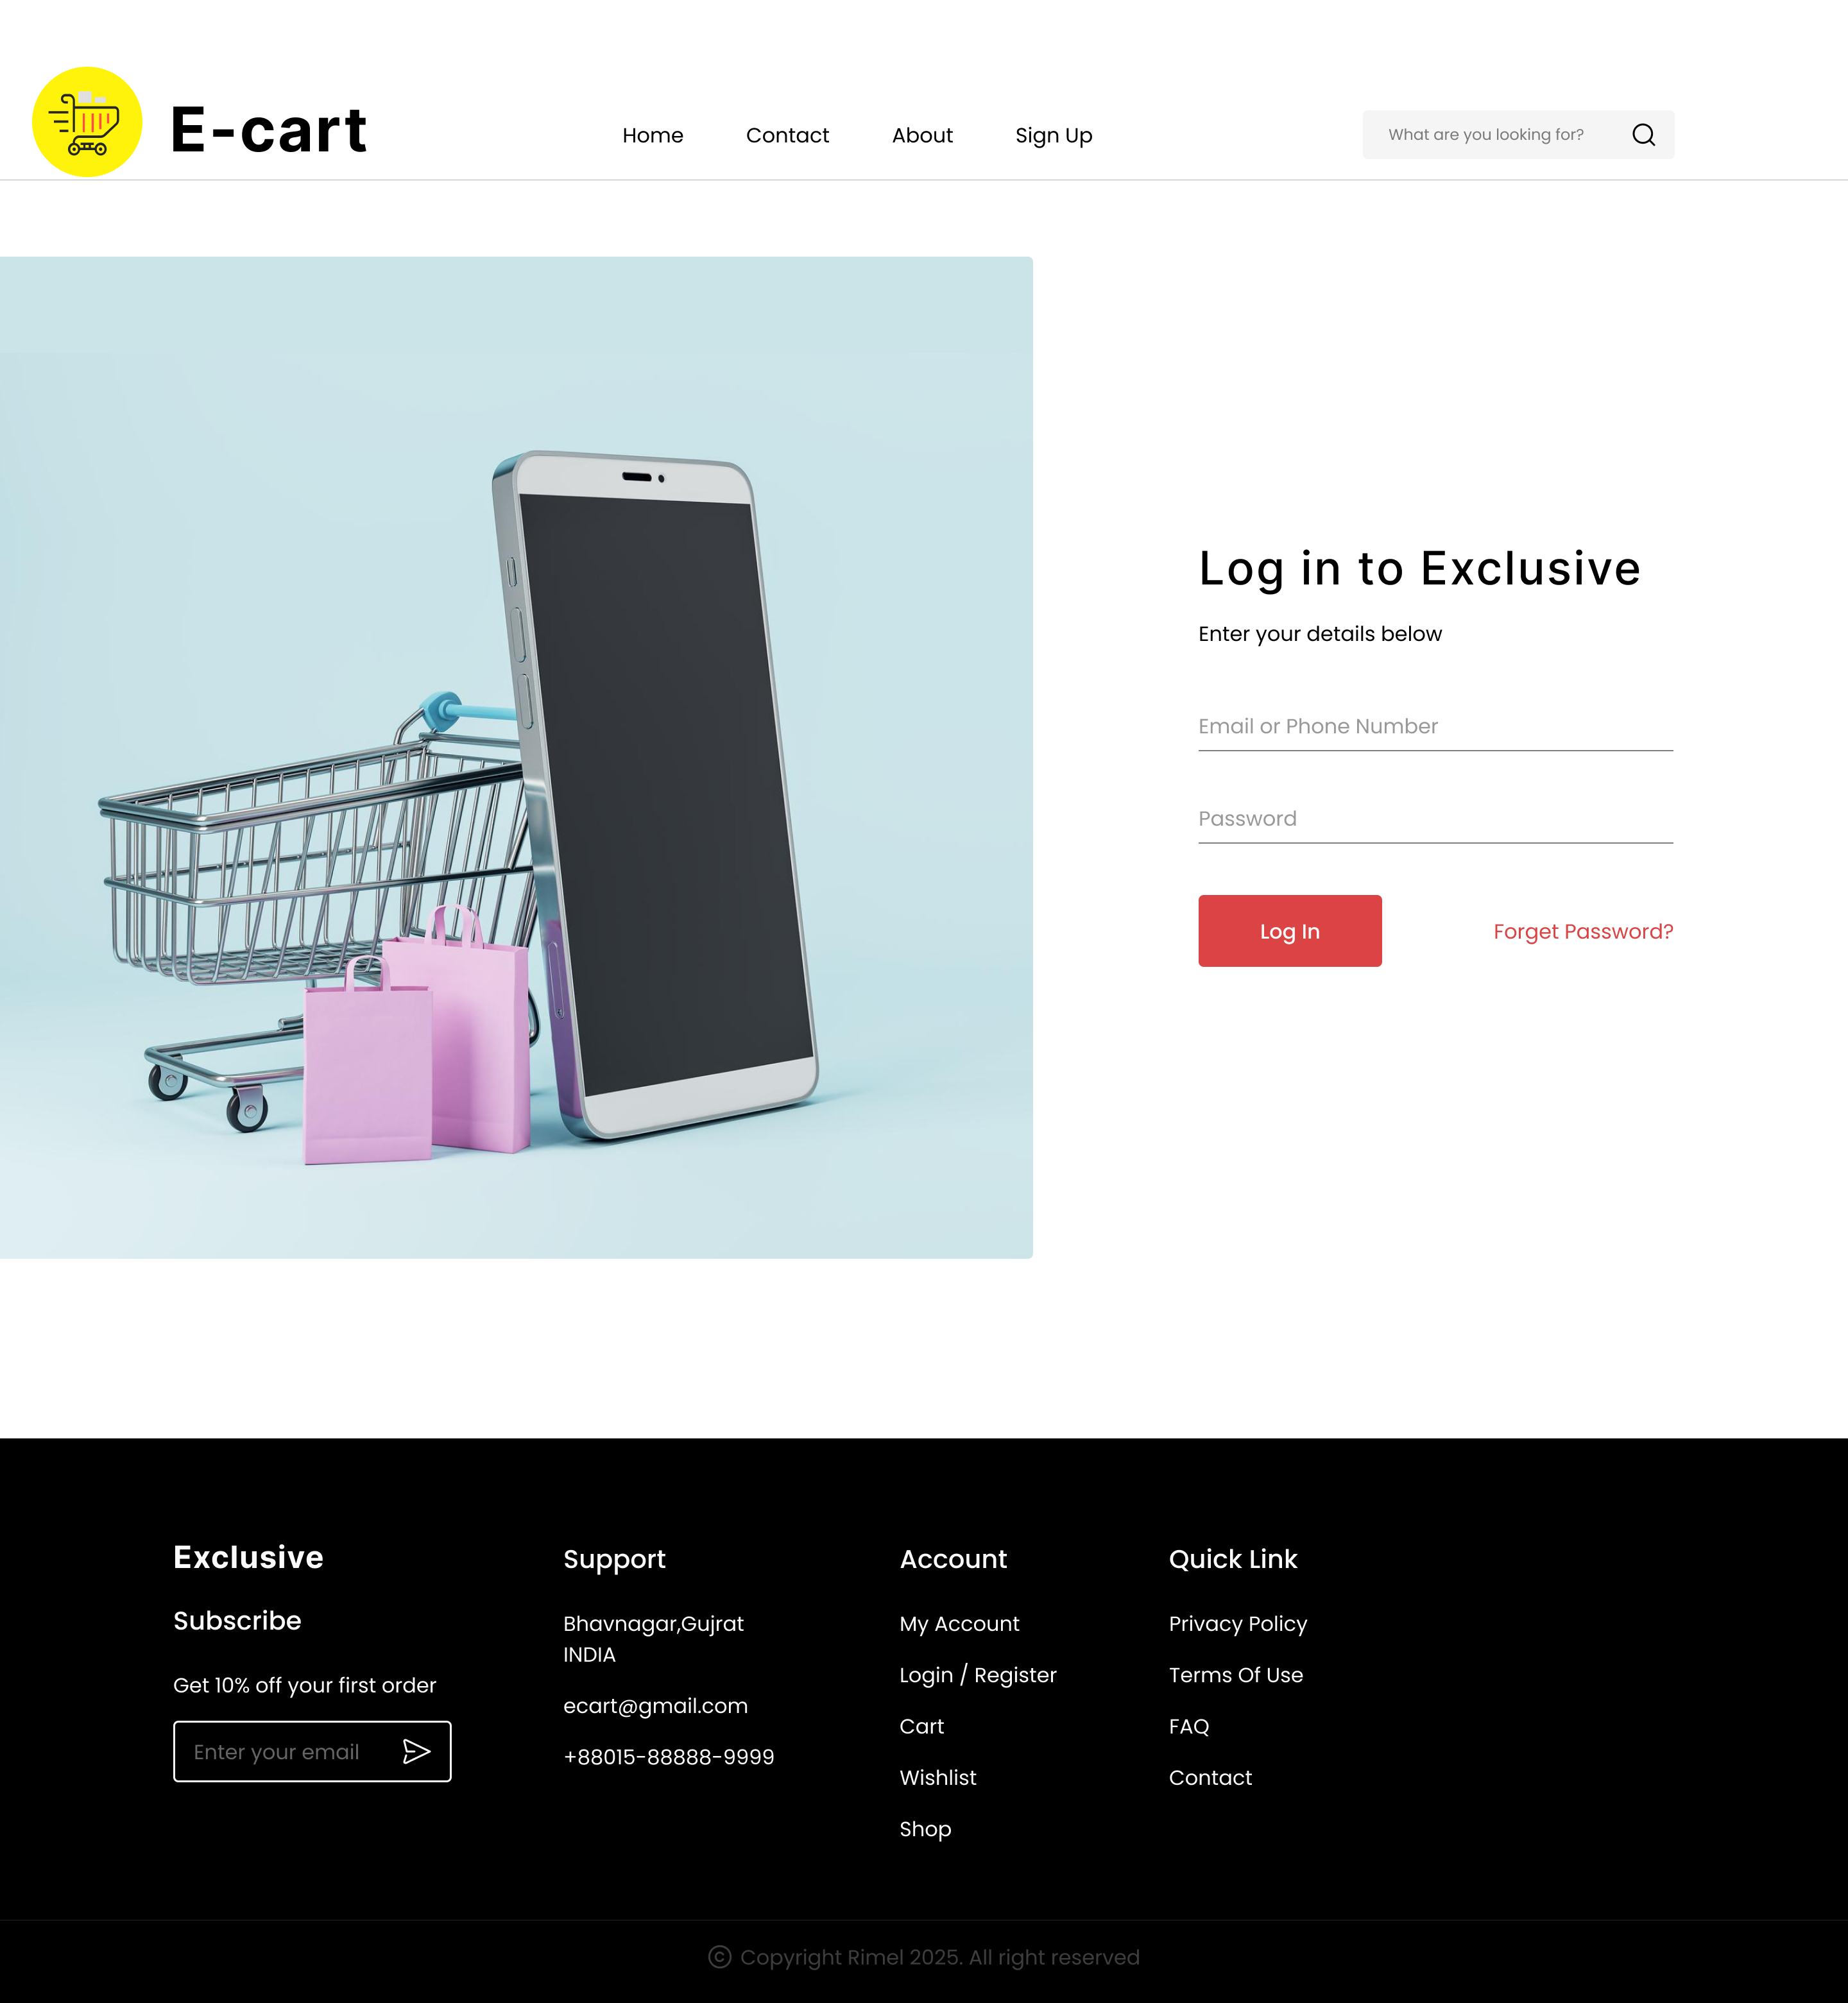 E-cart
Home
Contact
About
Sign Up
What are you looking for?
Log in to Exclusive
Enter your details below
Email or Phone Number
Password
Log In
Forget Password?
Exclusive
Subscribe
Get 10% off your first order
Enter your email
Support
Bhavnagar,Gujrat
INDIA
ecart@gmail.com
+88015-88888-9999
Account
My Account
Login / Register
Cart
Wishlist
Shop
Quick Link
Privacy Policy
Terms Of Use
FAQ
Contact
© Copyright Rimel 2025. All right reserved